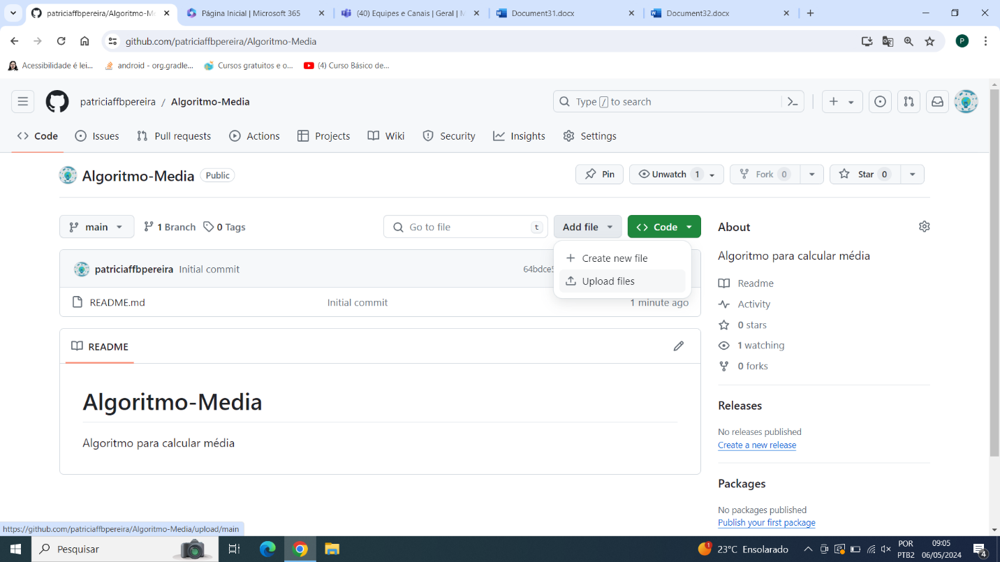 patriciaffbpereira/Algoritmo-Me
Página Inicial | Microsoft 365
(40) Equipes e Canais | Geral | M
Document31.docx
Document32.docx
github.com/patriciaffbpereira/Algoritmo-Media
P
Acessibilidade é lei...
android - org.gradle...
Cursos gratuitos e o...
(4) Curso Básico de...
patriciaffbpereira / Algoritmo-Media
Type / to search
Code
Issues
Pull requests
Actions
Projects
Wiki
Security
Insights
Settings
Algoritmo-Media
Public
Pin
Unwatch 1
Fork 0
Star 0
main
1 Branch
0 Tags
Go to file
t
Add file
Code
Create new file
Upload files
patriciaffbpereira Initial commit
64bdce5
README.md
Initial commit
1 minute ago
README
Algoritmo-Media
Algoritmo para calcular média
About
Algoritmo para calcular média
Readme
Activity
0 stars
1 watching
0 forks
Releases
No releases published
Create a new release
Packages
No packages published
Publish your first package
https://github.com/patriciaffbpereira/Algoritmo-Media/upload/main
Pesquisar
1
23°C Ensolarado
POR
PTB2
09:05
06/05/2024
4